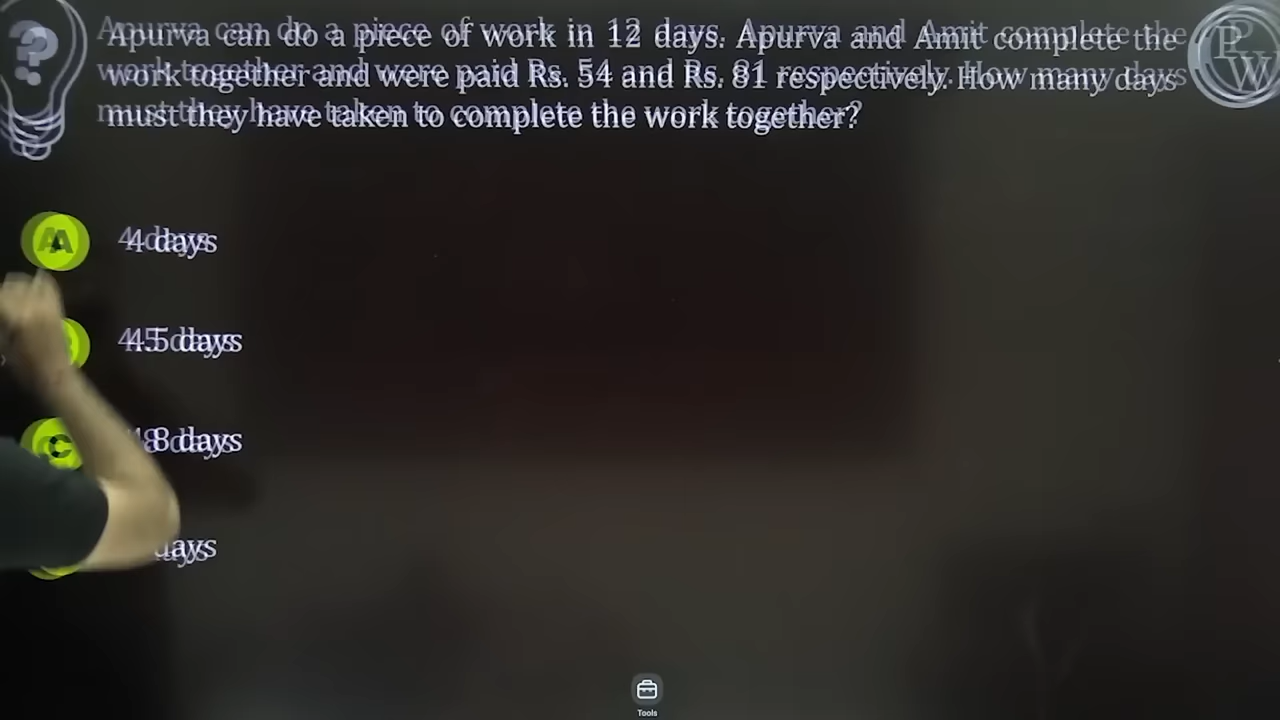 Apurva can do a piece of work in 12 days. Apurva and Amit complete the
work together and were paid Rs. 54 and Rs. 81 respectively. How many days
must they have taken to complete the work together?
A 4 days
4.5 days
C 8 days
days
PW
Tools